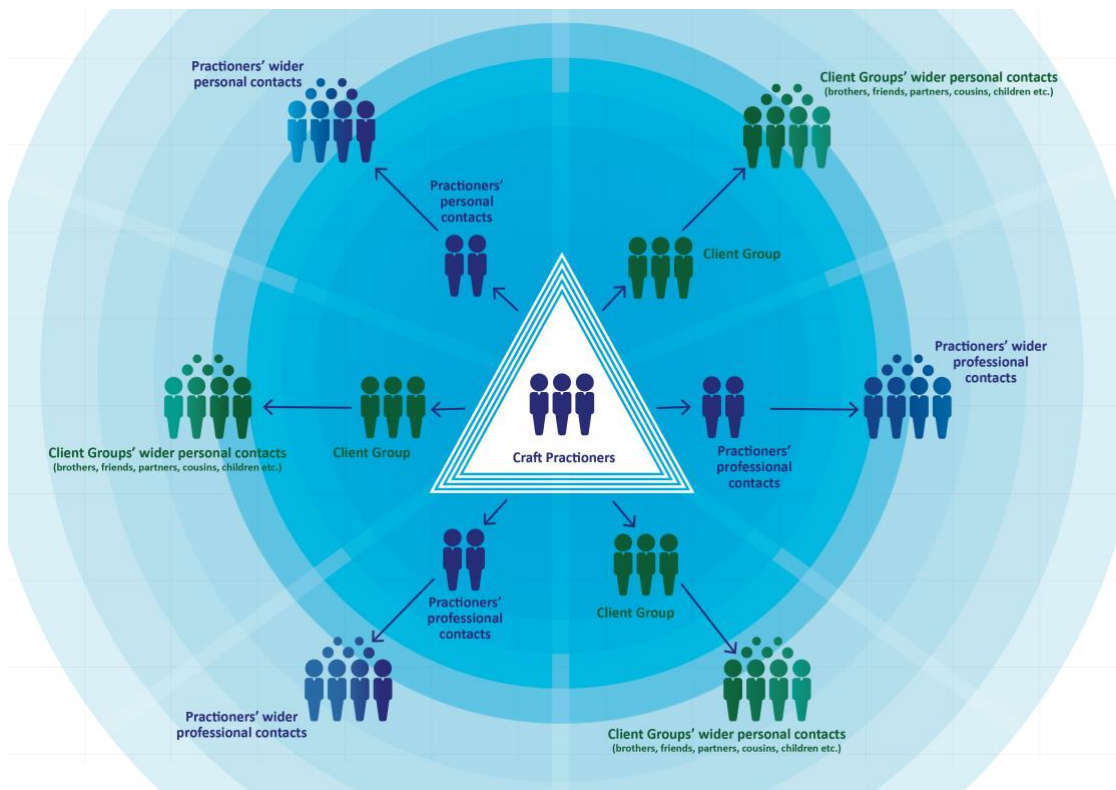 Practioners' wider
personal contacts
Client Groups' wider personal contacts
(brothers, friends, partners, cousins, children etc.)
Practioners'
personal
contacts
Client Group
Practioners' wider
professional
contacts
Craft Practioners
Client Groups' wider personal contacts
(brothers, friends, partners, cousins, children etc.)
Client Group
Practioners'
professional
contacts
Practioners'
professional
contacts
Client Group
Practioners' wider
professional contacts
Client Groups' wider personal contacts
(brothers, friends, partners, cousins, children etc.)